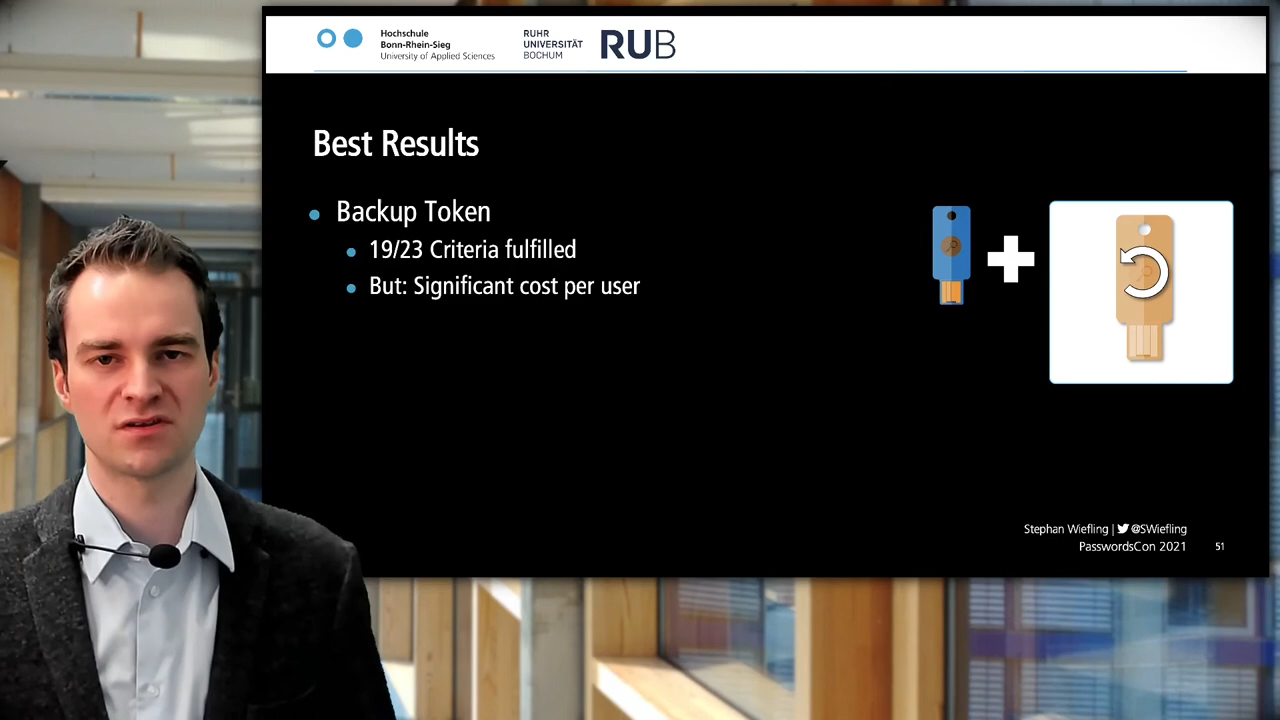 Hochschule
Bonn-Rhein-Sieg
University of Applied Sciences
RUHR
UNIVERSITÄT
BOCHUM
RUB
Best Results
Backup Token
19/23 Criteria fulfilled
But: Significant cost per user
Stephan Wiefling | @SWiefling
PasswordsCon 2021
51